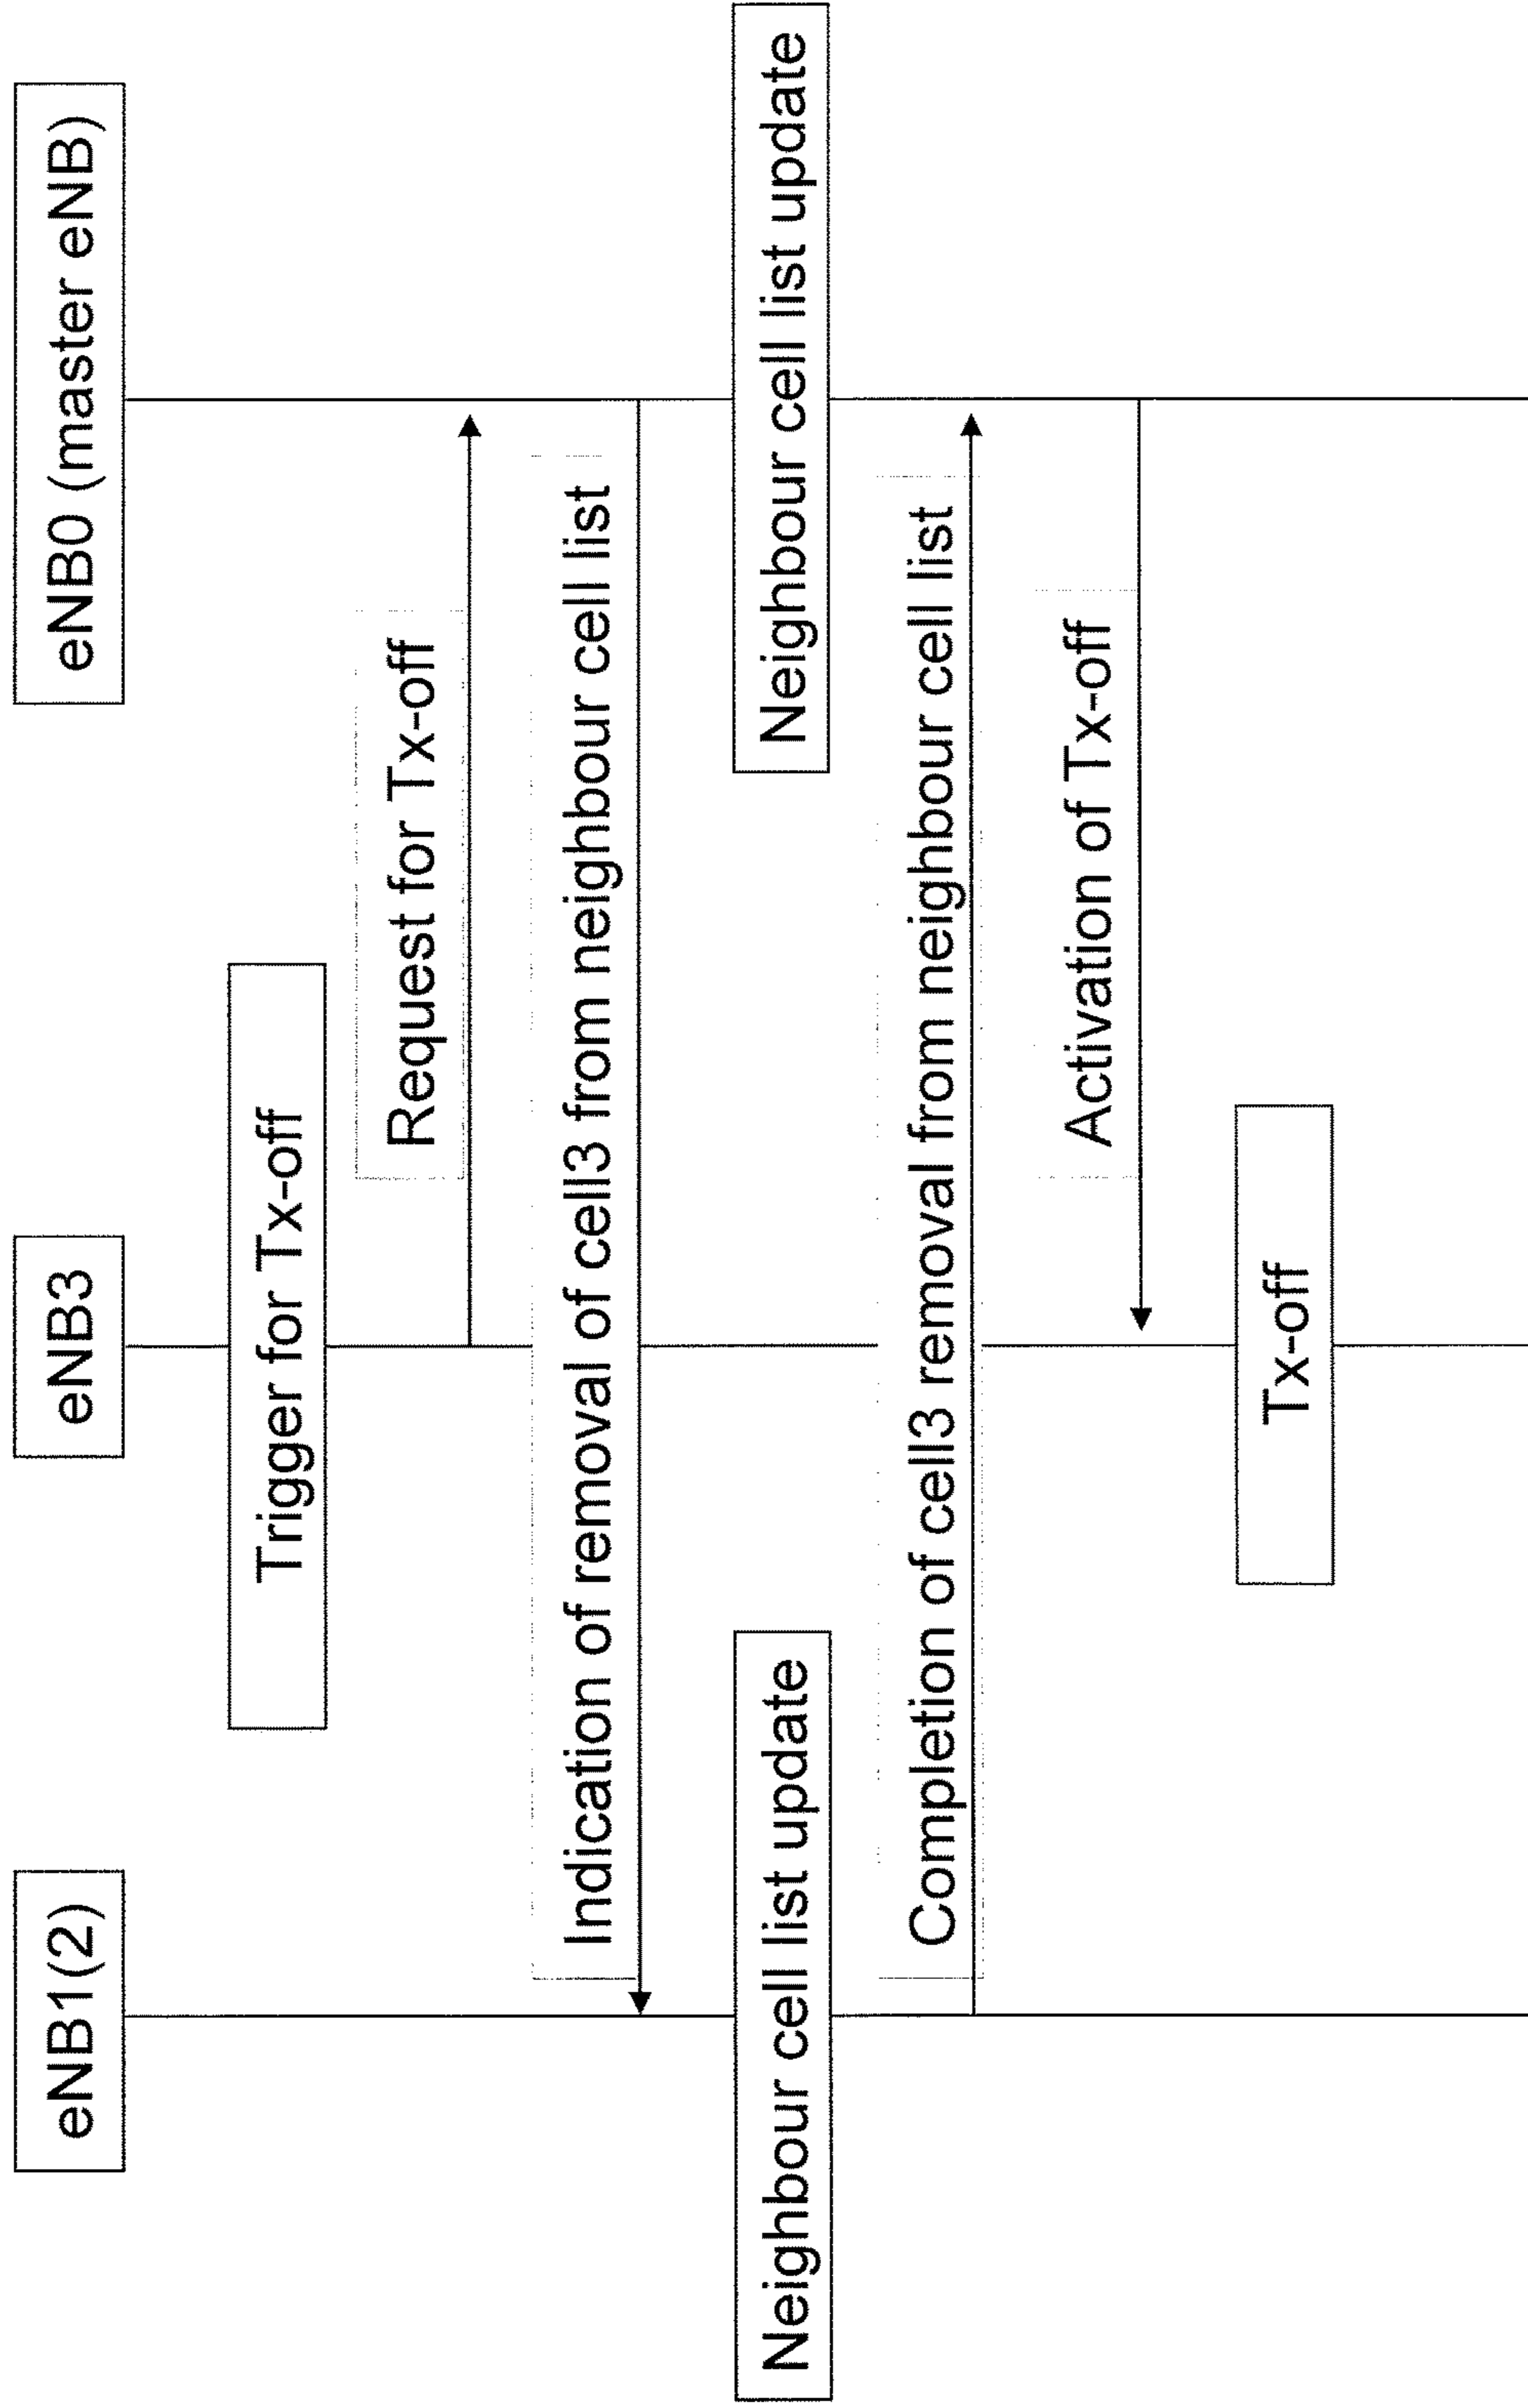 eNB1(2)
eNB3
eNB0 (master eNB)
Trigger for Tx-off
Request for Tx-off
Indication of removal of cell3 from neighbour cell list
Neighbour cell list update
Neighbour cell list update
Completion of cell3 removal from neighbour cell list
Activation of Tx-off
Tx-off